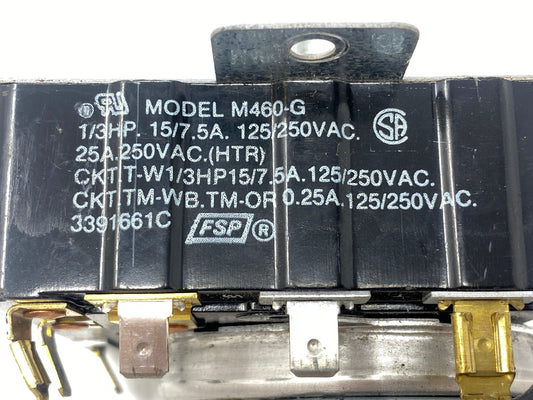 MODEL M460-G
1/3HP. 15/7.5A. 125/250VAC.
25A.250VAC.(HTR)
CKT.T-W1/3HP15/7.5A.125/250VAC.
CKT.TM-WB.TM-OR 0.25A.125/250VAC.
3391661C FSP ®